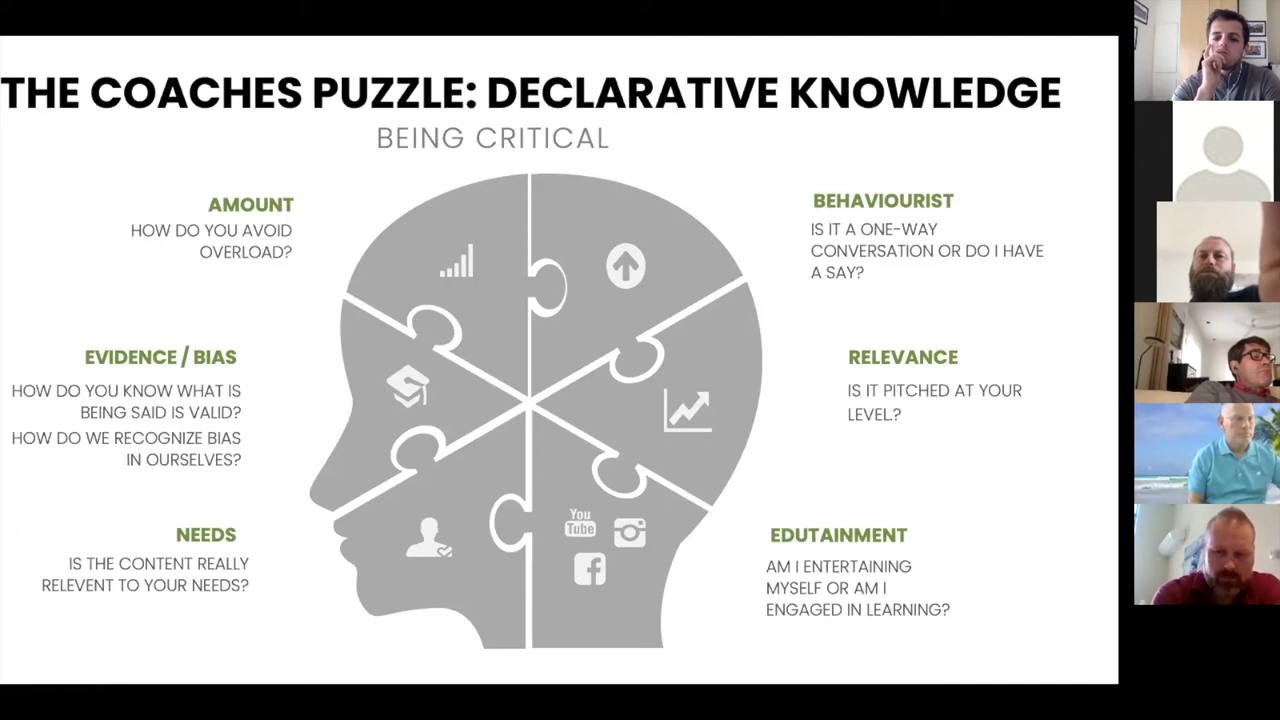 THE COACHES PUZZLE: DECLARATIVE KNOWLEDGE
BEING CRITICAL
AMOUNT
HOW DO YOU AVOID
OVERLOAD?
EVIDENCE / BIAS
HOW DO YOU KNOW WHAT IS
BEING SAID IS VALID?
HOW DO WE RECOGNIZE BIAS
IN OURSELVES?
NEEDS
IS THE CONTENT REALLY
RELEVENT TO YOUR NEEDS?
You
Tube
BEHAVIOURIST
IS IT A ONE-WAY
CONVERSATION OR DO I HAVE
A SAY?
RELEVANCE
IS IT PITCHED AT YOUR
LEVEL?
EDUTAINMENT
AM I ENTERTAINING
MYSELF OR AM I
ENGAGED IN LEARNING?